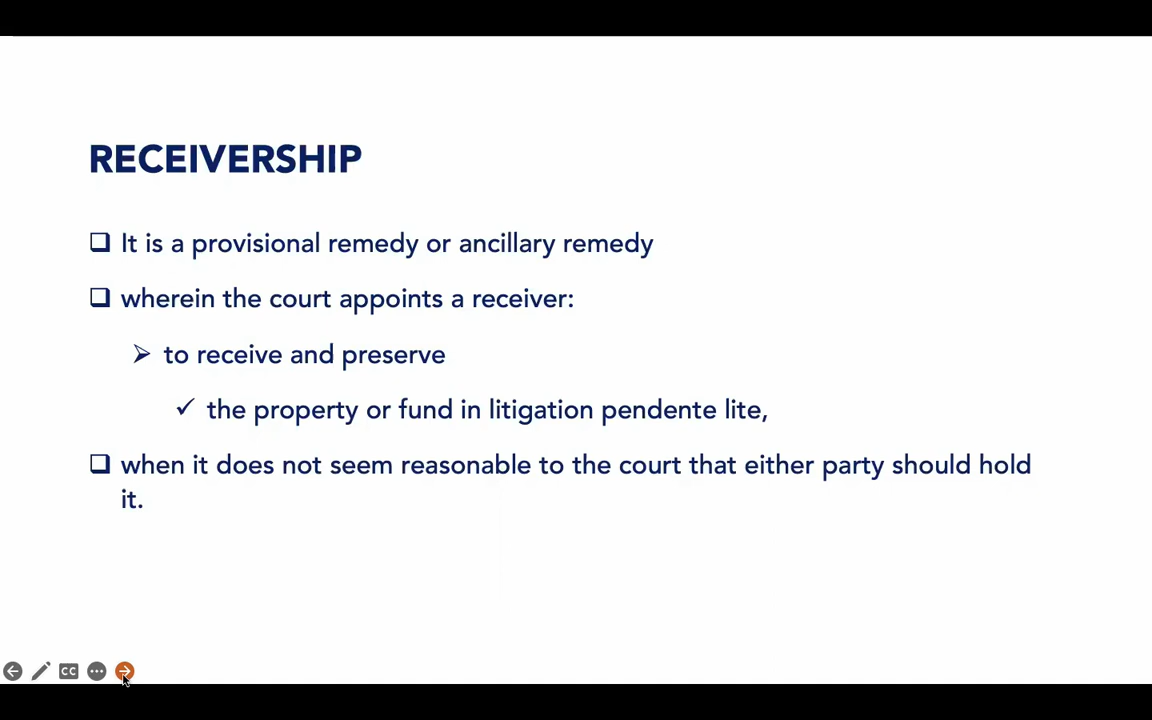 RECEIVERSHIP
❑ It is a provisional remedy or ancillary remedy
❑ wherein the court appoints a receiver:
➢ to receive and preserve
✓ the property or fund in litigation pendente lite,
❑ when it does not seem reasonable to the court that either party should hold
it.
CC